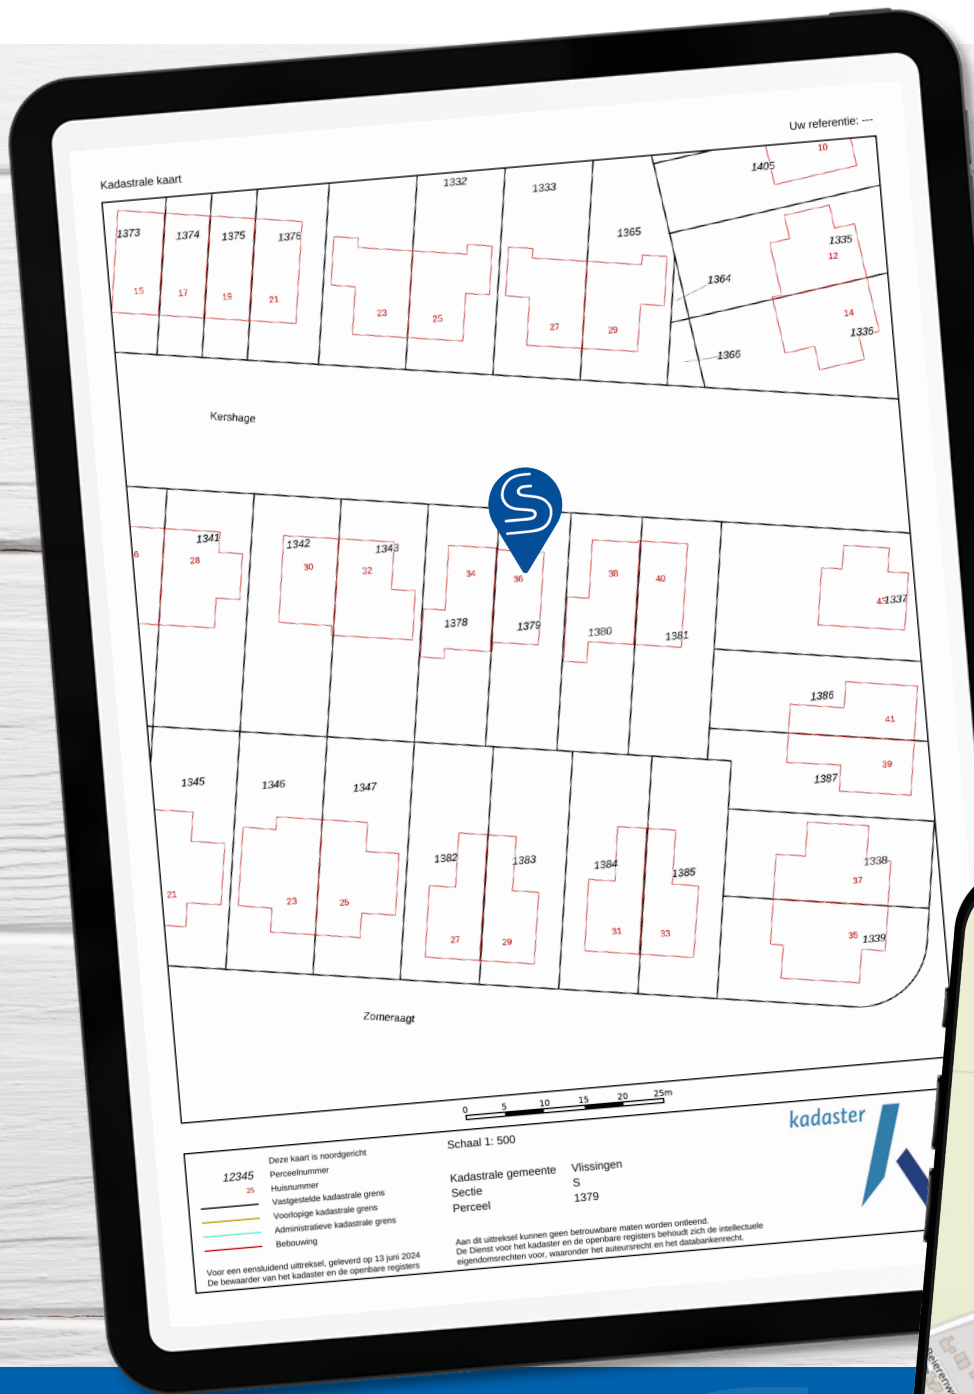 Uw referentie: ---
Kadastrale kaart
1405
10
1332
1333
1373
1374
1375
1376
1365
1335
12
1364
15
17
19
21
23
25
27
29
14
1336
1366
Kershage
6
1341
28
1342
30
1343
32
34
36
38
40
43
1337
1378
1379
1380
1381
1386
41
39
1387
1345
1346
1347
1382
1383
1384
1385
1338
37
21
23
25
27
29
31
33
35
1339
Zomeraagt
0 5 10 15 20 25m
Schaal 1: 500
kadaster
Deze kaart is noordgericht
12345 Perceelnummer
25 Huisnummer
Vastgestelde kadastrale grens
Voorlopige kadastrale grens
Administratieve kadastrale grens
Bebouwing
Kadastrale gemeente Vlissingen
Sectie S
Perceel 1379
Voor een eensluidend uittreksel, geleverd op 13 juni 2024
De bewaarder van het kadaster en de openbare registers
Aan dit uittreksel kunnen geen betrouwbare maten worden ontleend.
De Dienst voor het kadaster en de openbare registers behoudt zich de intellectuele
eigendomsrechten voor, waaronder het auteursrecht en het databankenrecht.